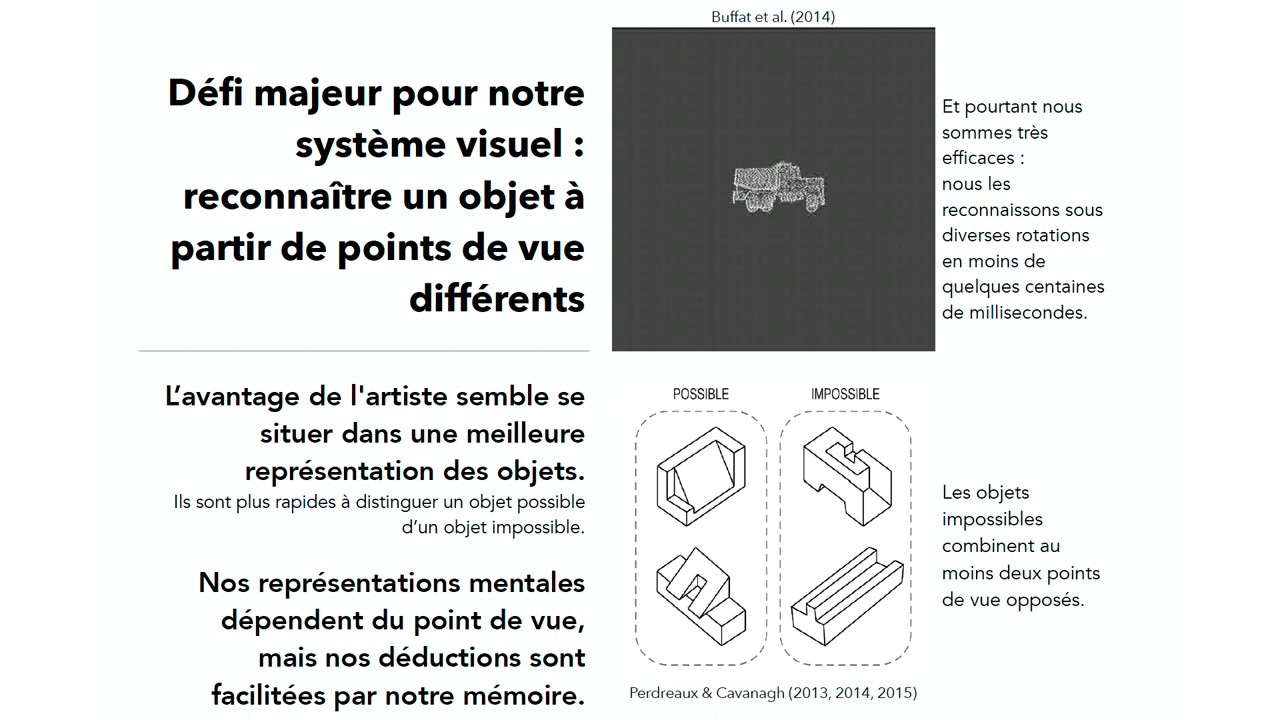 Buffat et al. (2014)
Défi majeur pour notre
système visuel :
reconnaître un objet à
partir de points de vue
différents
Et pourtant nous
sommes très
efficaces :
nous les
reconnaissons sous
diverses rotations
en moins de
quelques centaines
de millisecondes.
L’avantage de l'artiste semble se
situer dans une meilleure
représentation des objets.
Ils sont plus rapides à distinguer un objet possible
d’un objet impossible.
Nos représentations mentales
dépendent du point de vue,
mais nos déductions sont
facilitées par notre mémoire.
POSSIBLE
IMPOSSIBLE
Les objets
impossibles
combinent au
moins deux points
de vue opposés.
Perdreaux & Cavanagh (2013, 2014, 2015)